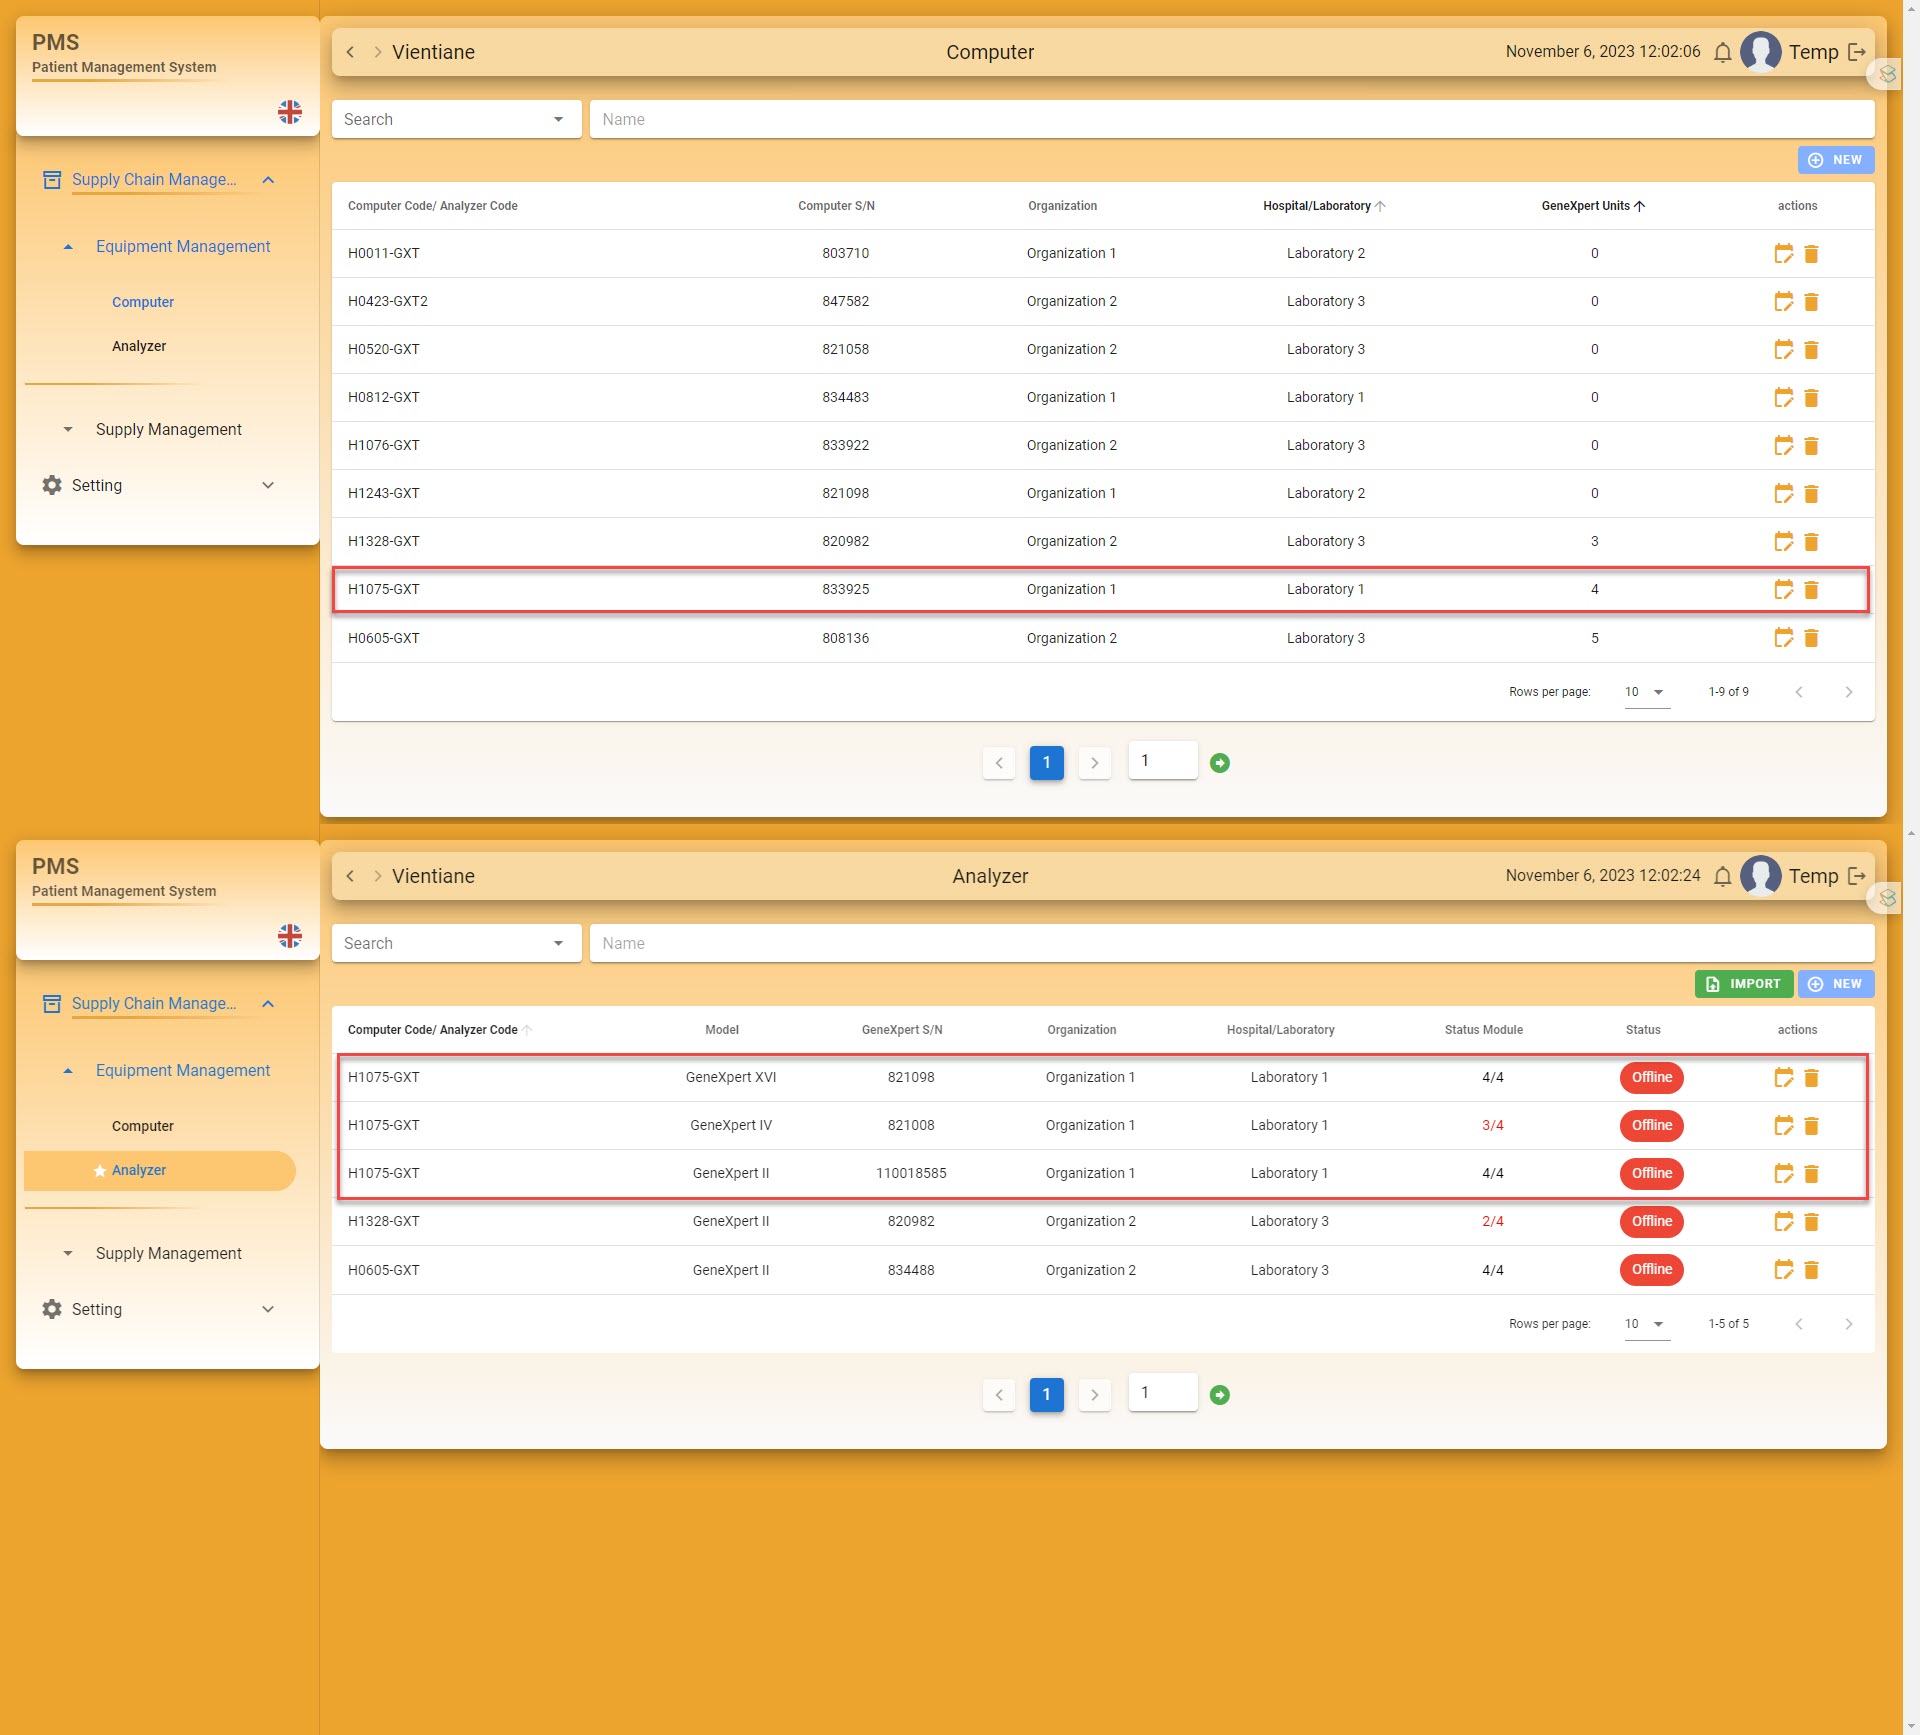 PMS
Patient Management System
Vientiane
Computer
November 6, 2023 12:02:06
Temp
Search
Name
NEW
Supply Chain Manage...
Equipment Management
Computer
Analyzer
Supply Management
Setting
Computer Code/ Analyzer Code Computer S/N Organization Hospital/Laboratory GeneXpert Units actions
H0011-GXT 803710 Organization 1 Laboratory 2 0
H0423-GXT2 847582 Organization 2 Laboratory 3 0
H0520-GXT 821058 Organization 2 Laboratory 3 0
H0812-GXT 834483 Organization 1 Laboratory 1 0
H1076-GXT 833922 Organization 2 Laboratory 3 0
H1243-GXT 821098 Organization 1 Laboratory 2 0
H1328-GXT 820982 Organization 2 Laboratory 3 3
H1075-GXT 833925 Organization 1 Laboratory 1 4
H0605-GXT 808136 Organization 2 Laboratory 3 5
Rows per page: 10 1-9 of 9
1 1
PMS
Patient Management System
Vientiane
Analyzer
November 6, 2023 12:02:24
Temp
Search
Name
IMPORT
NEW
Supply Chain Manage...
Equipment Management
Computer
Analyzer
Supply Management
Setting
Computer Code/ Analyzer Code Model GeneXpert S/N Organization Hospital/Laboratory Status Module Status actions
H1075-GXT GeneXpert XVI 821098 Organization 1 Laboratory 1 4/4 Offline
H1075-GXT GeneXpert IV 821008 Organization 1 Laboratory 1 3/4 Offline
H1075-GXT GeneXpert II 110018585 Organization 1 Laboratory 1 4/4 Offline
H1328-GXT GeneXpert II 820982 Organization 2 Laboratory 3 2/4 Offline
H0605-GXT GeneXpert II 834488 Organization 2 Laboratory 3 4/4 Offline
Rows per page: 10 1-5 of 5
1 1